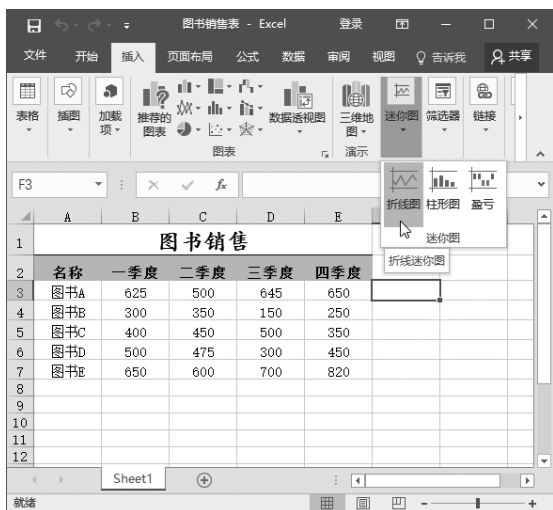 图书销售表 - Excel 登录
文件 开始 插入 页面布局 公式 数据 审阅 视图 告诉我 共享
表格 插图 加载项 推荐的图表 数据透视图 三维地图 迷你图 筛选器 链接
图表 演示
折线图 柱形图 盈亏
迷你图
折线迷你图
F3 fx
A B C D E
1 图书销售
2 名称 一季度 二季度 三季度 四季度
3 图书A 625 500 645 650
4 图书B 300 350 150 250
5 图书C 400 450 500 350
6 图书D 500 475 300 450
7 图书E 650 600 700 820
8
9
10
11
12
Sheet1
就绪